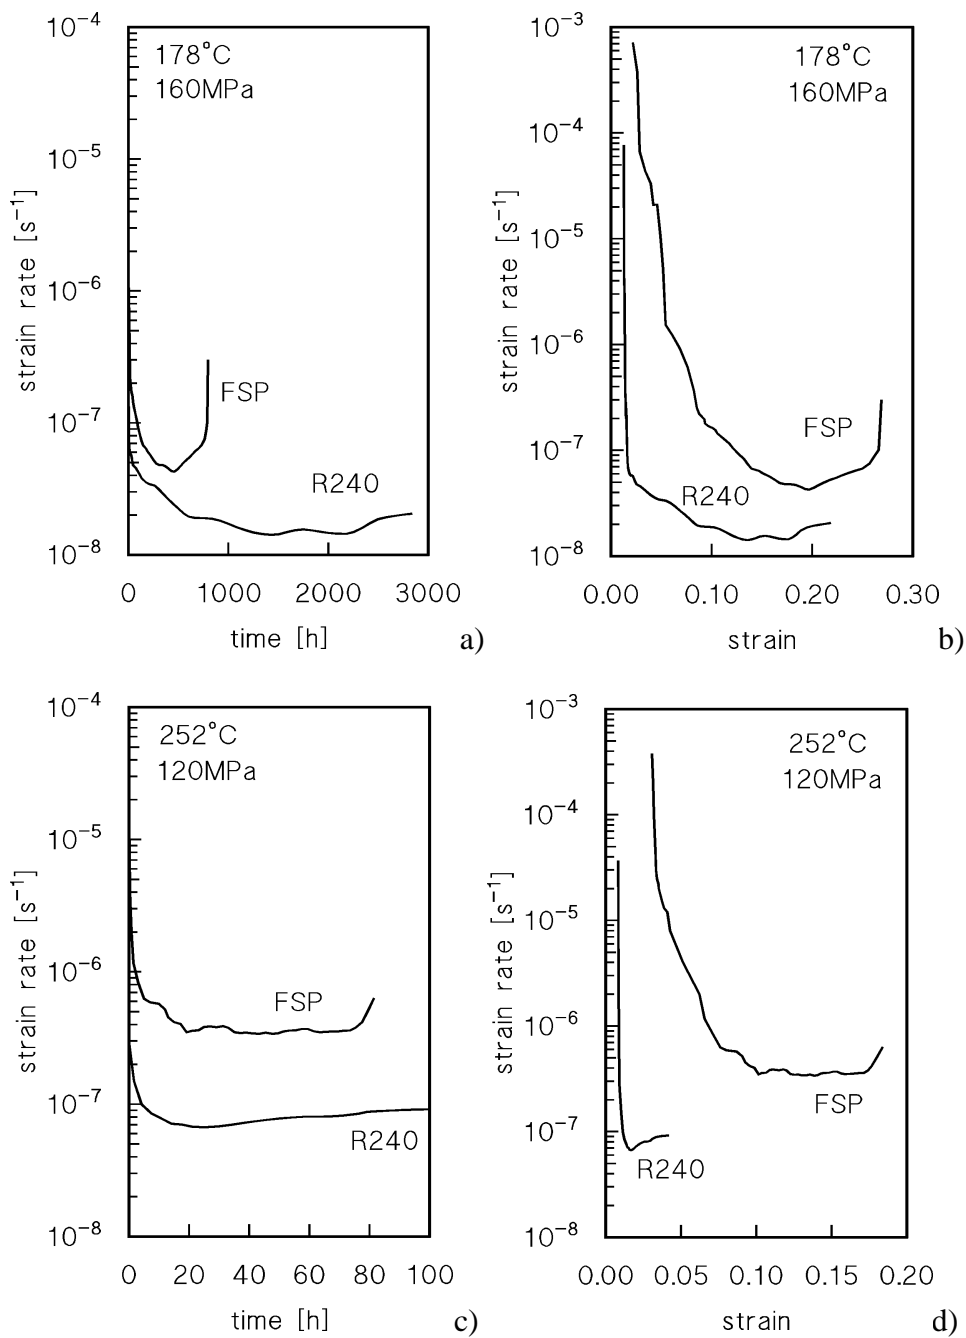 10⁻⁴
178°C
160MPa
10⁻⁵
10⁻⁶
10⁻⁷
10⁻⁸
strain rate [s⁻¹]
FSP
R240
0 1000 2000 3000
time [h]
a)
10⁻³
178°C
160MPa
10⁻⁴
10⁻⁵
10⁻⁶
10⁻⁷
10⁻⁸
strain rate [s⁻¹]
FSP
R240
0.00 0.10 0.20 0.30
strain
b)
10⁻⁴
252°C
120MPa
10⁻⁵
10⁻⁶
10⁻⁷
10⁻⁸
strain rate [s⁻¹]
FSP
R240
0 20 40 60 80 100
time [h]
c)
10⁻³
252°C
120MPa
10⁻⁴
10⁻⁵
10⁻⁶
10⁻⁷
10⁻⁸
strain rate [s⁻¹]
FSP
R240
0.00 0.05 0.10 0.15 0.20
strain
d)